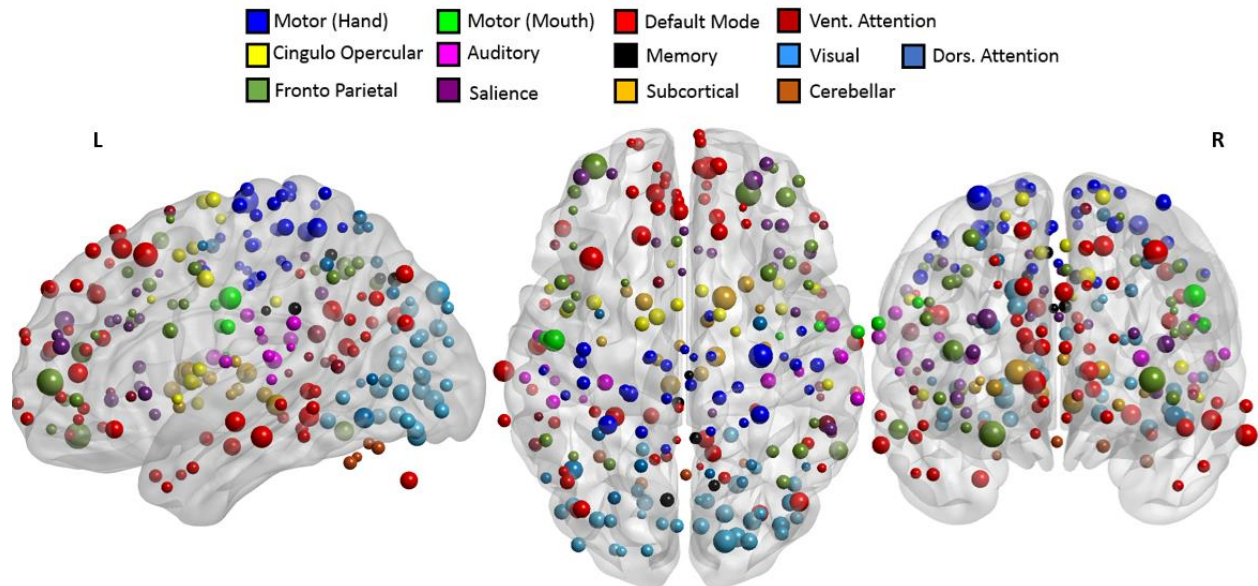 Motor (Hand) Motor (Mouth) Default Mode Vent. Attention
Cingulo Opercular Auditory Memory Visual Dors. Attention
Fronto Parietal Salience Subcortical Cerebellar
L R